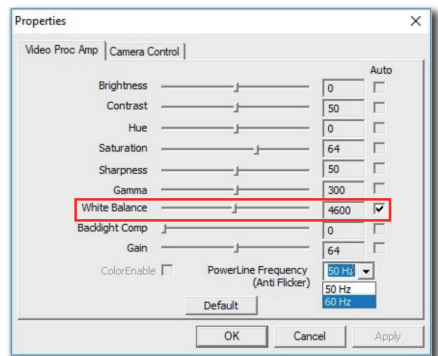 Properties
Video Proc Amp Camera Control
Auto
Brightness 0
Contrast 50
Hue 0
Saturation 64
Sharpness 50
Gamma 300
White Balance 4600
Backlight Comp 0
Gain 64
ColorEnable PowerLine Frequency 50 Hz
(Anti Flicker) 50 Hz
60 Hz
Default
OK Cancel Apply